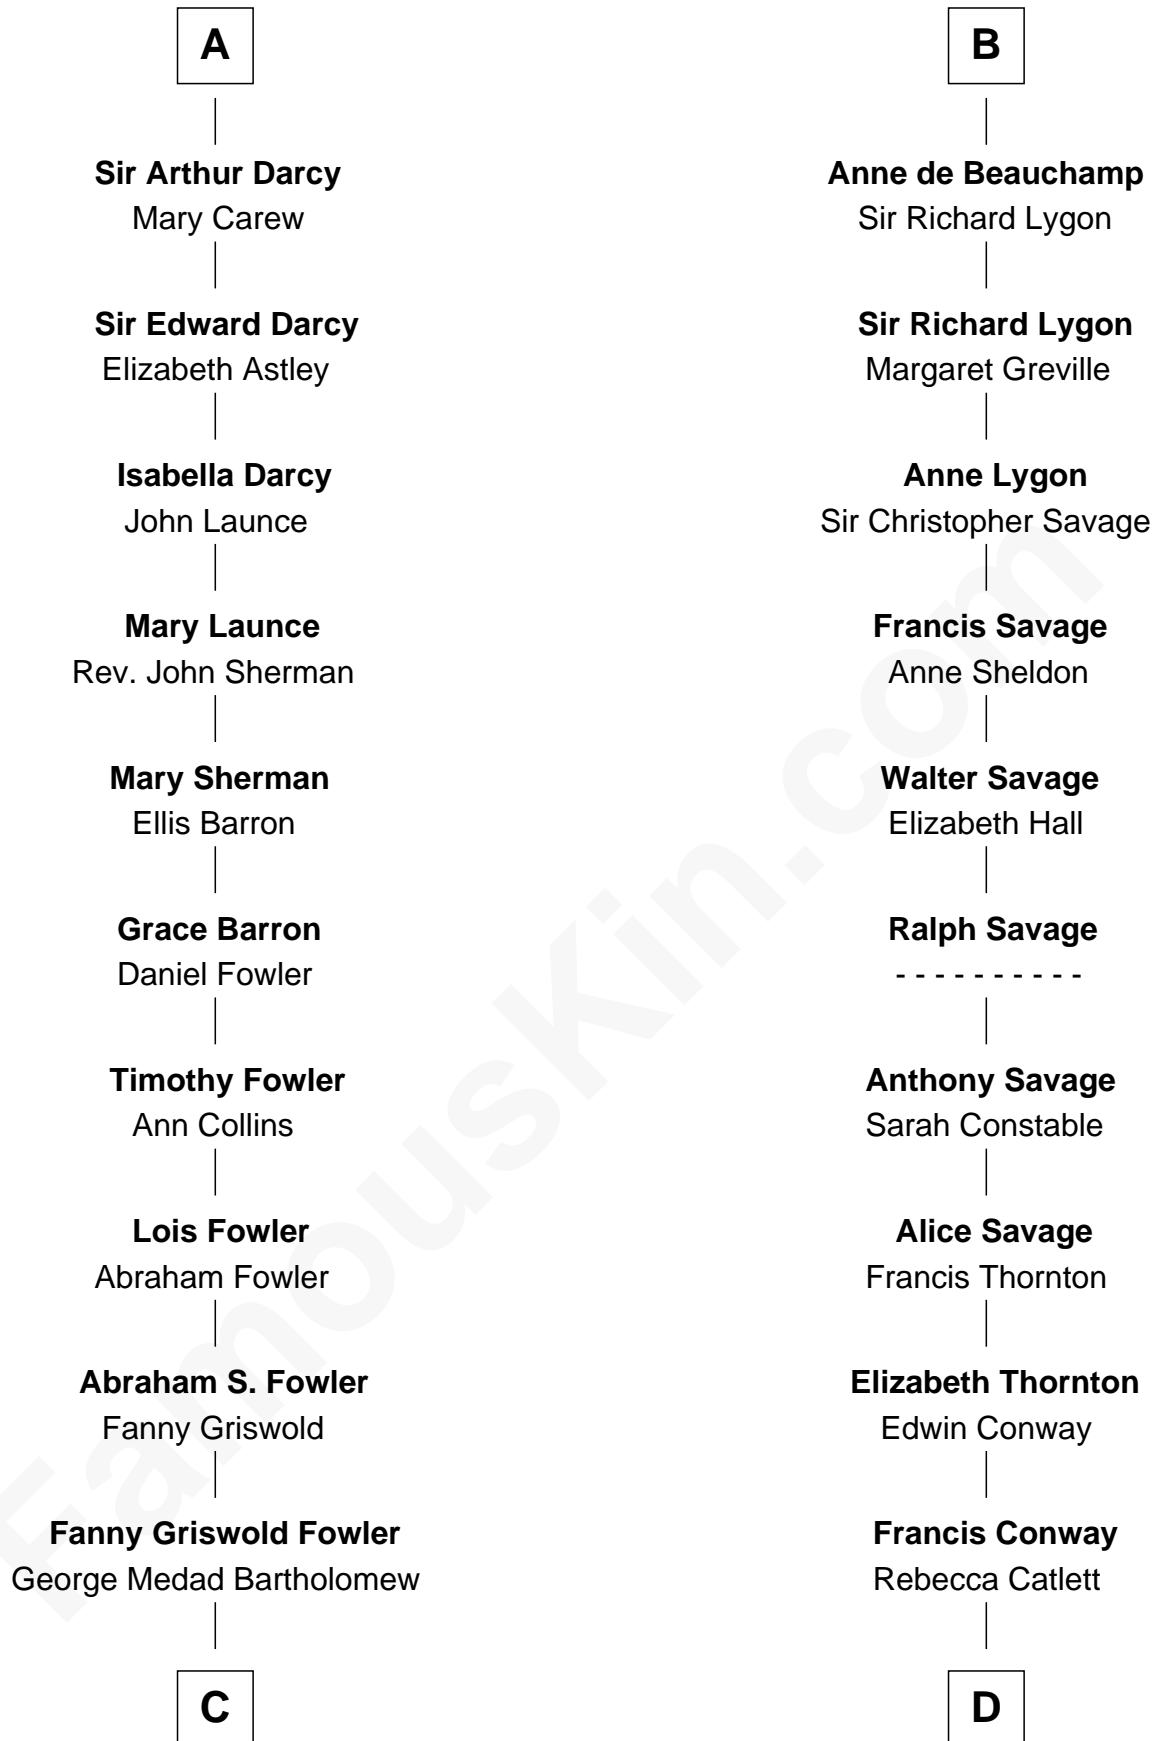 A
Sir Arthur Darcy
Mary Carew
Sir Edward Darcy
Elizabeth Astley
Isabella Darcy
John Launce
Mary Launce
Rev. John Sherman
Mary Sherman
Ellis Barron
Grace Barron
Daniel Fowler
Timothy Fowler
Ann Collins
Lois Fowler
Abraham Fowler
Abraham S. Fowler
Fanny Griswold
Fanny Griswold Fowler
George Medad Bartholomew
C
B
Anne de Beauchamp
Sir Richard Lygon
Sir Richard Lygon
Margaret Greville
Anne Lygon
Sir Christopher Savage
Francis Savage
Anne Sheldon
Walter Savage
Elizabeth Hall
Ralph Savage
- - - - - - - - - -
Anthony Savage
Sarah Constable
Alice Savage
Francis Thornton
Elizabeth Thornton
Edwin Conway
Francis Conway
Rebecca Catlett
D
FamousKin.com